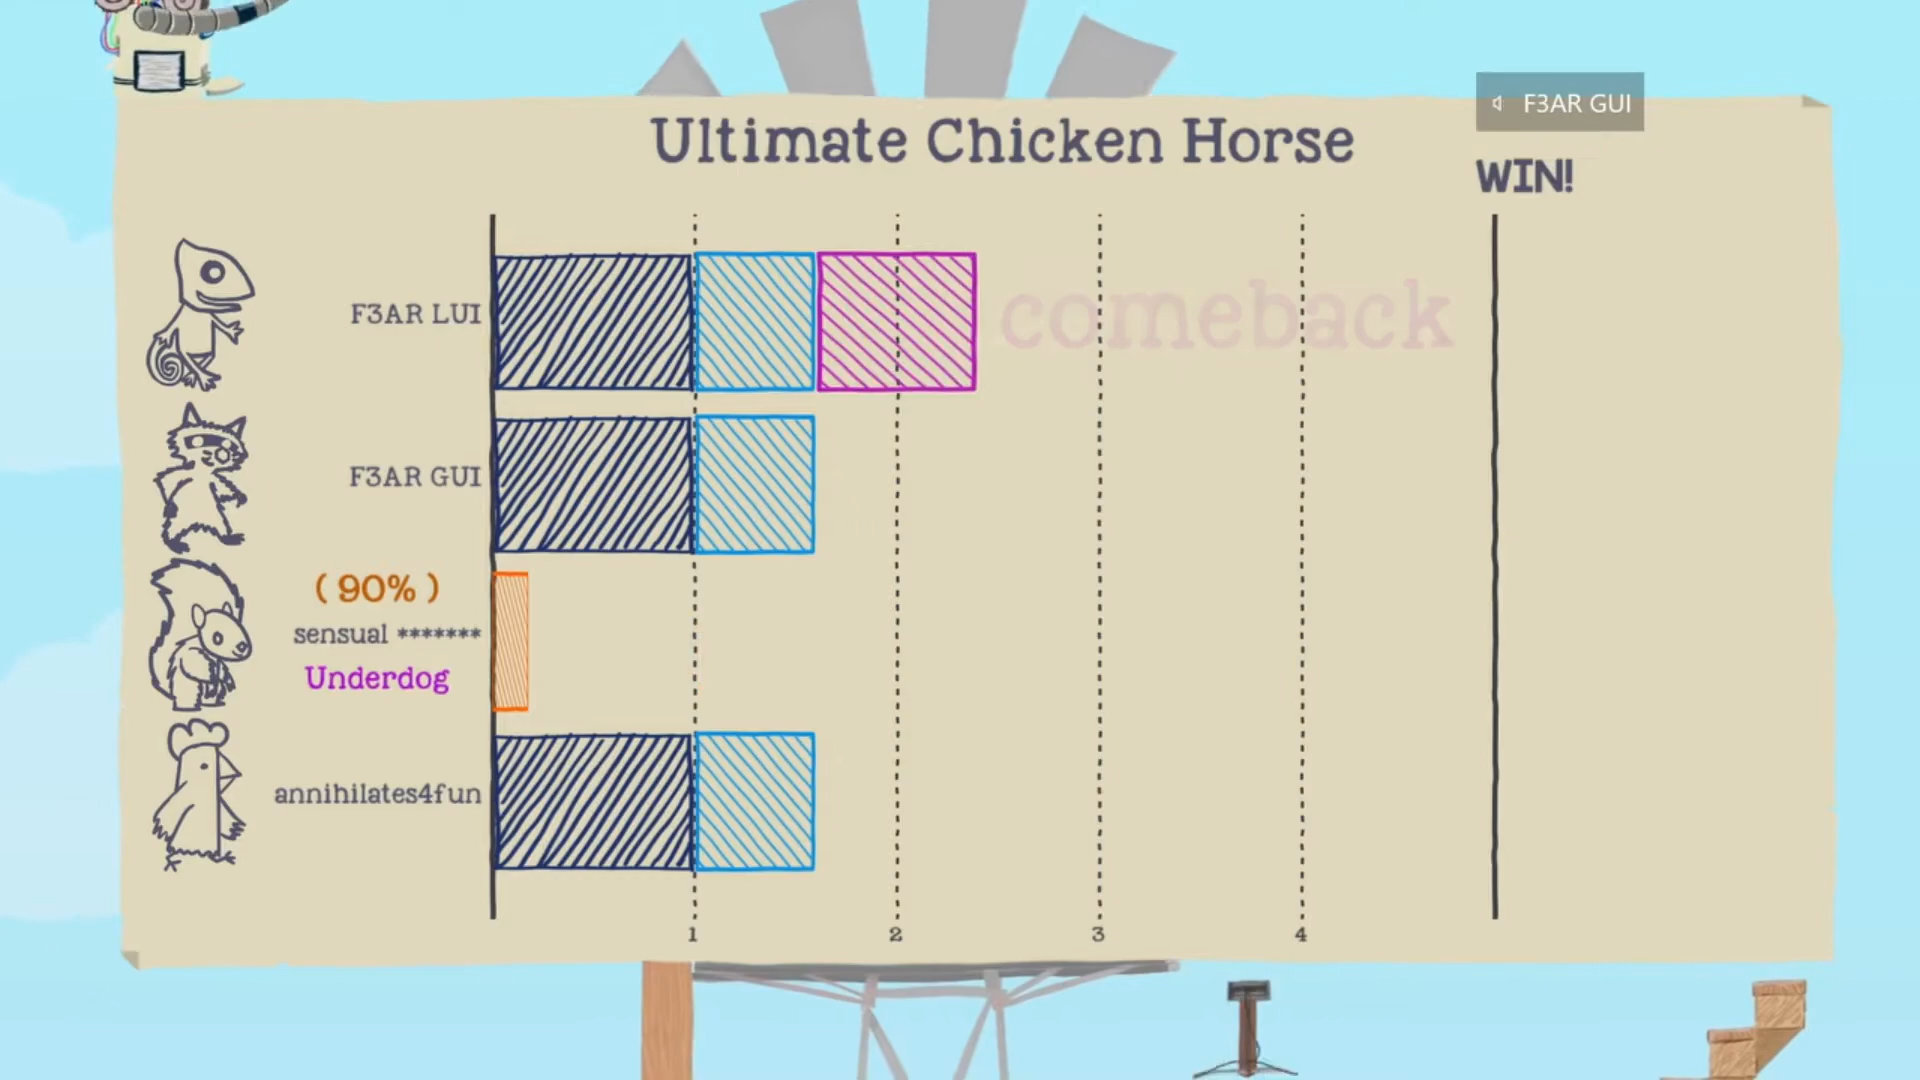 F3AR GUI
Ultimate Chicken Horse
WIN!
F3AR LUI
comeback
F3AR GUI
( 90% )
sensual *******
Underdog
annihilates4fun
1 2 3 4